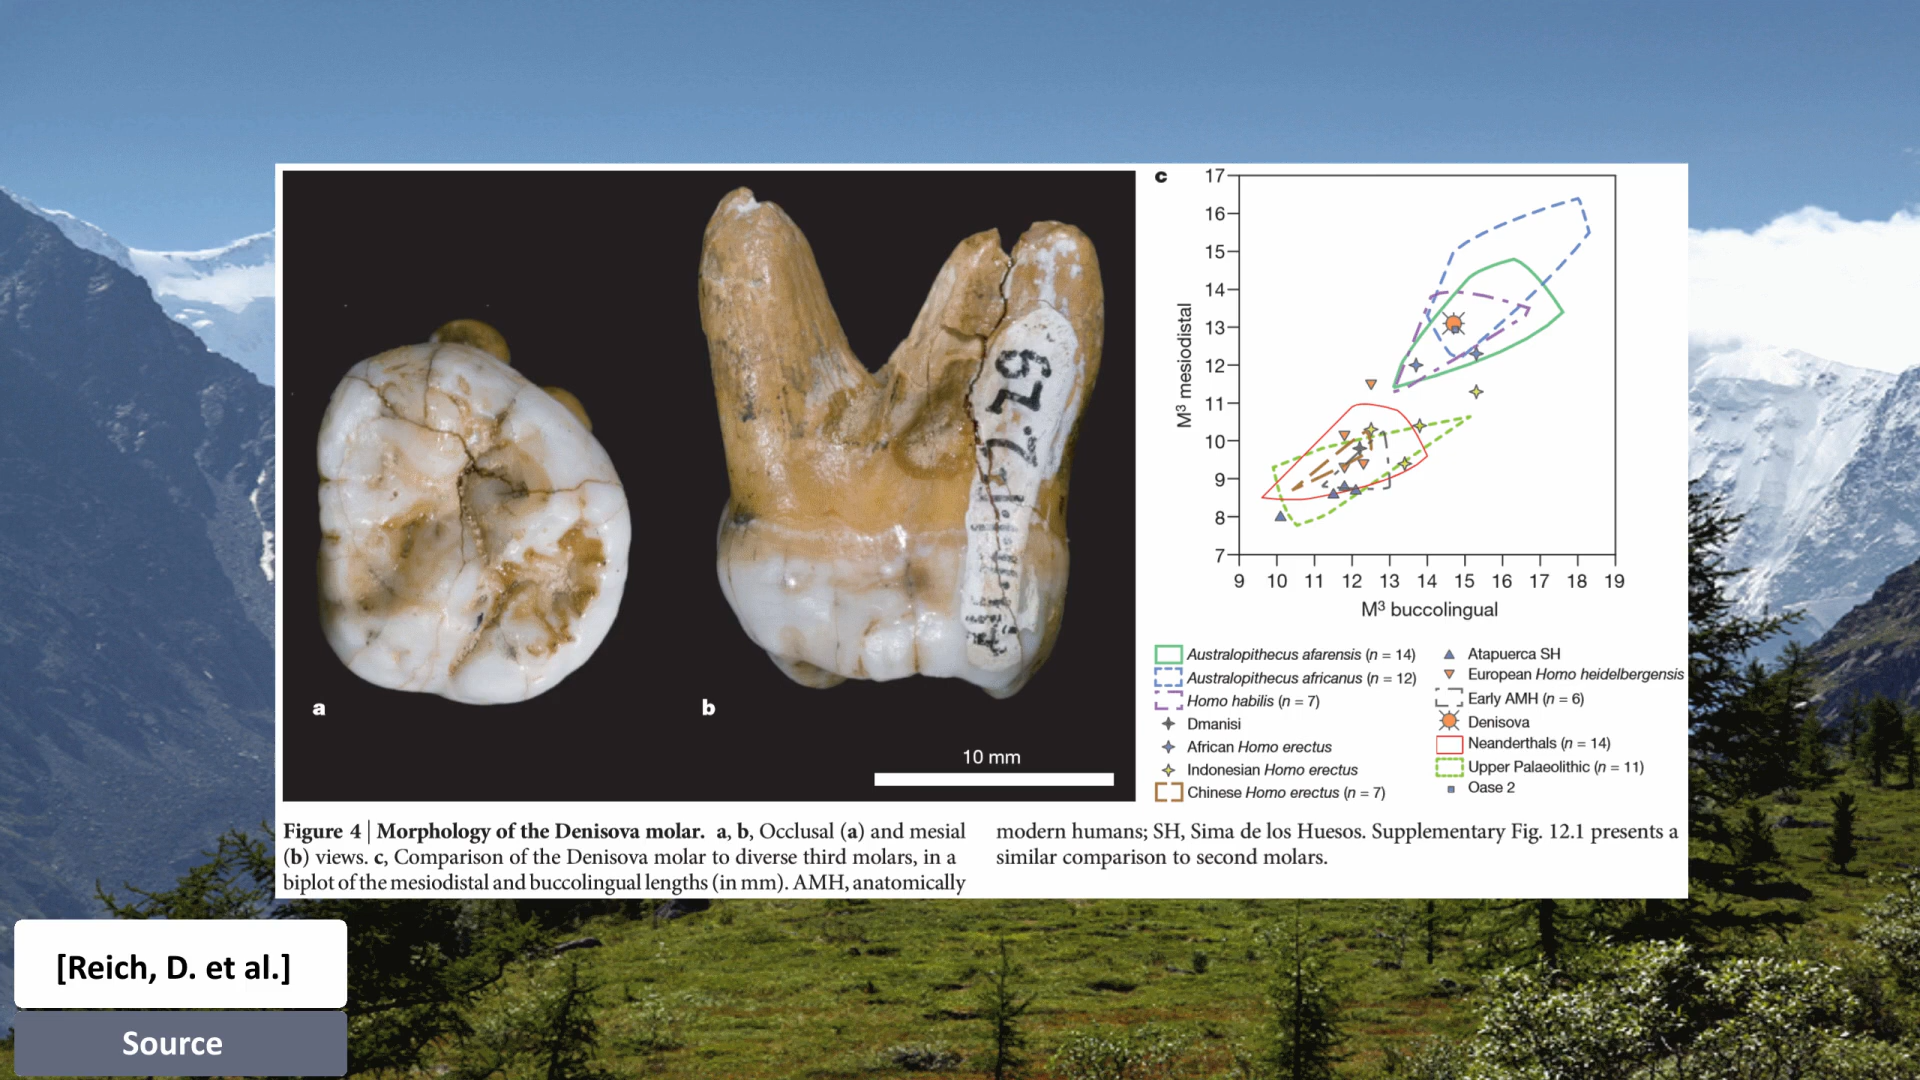 a
b
10 mm
c
17
16
15
14
13
12
11
10
9
8
7
M³ mesiodistal
9 10 11 12 13 14 15 16 17 18 19
M³ buccolingual
Australopithecus afarensis (n = 14)
Australopithecus africanus (n = 12)
Homo habilis (n = 7)
Dmanisi
African Homo erectus
Indonesian Homo erectus
Chinese Homo erectus (n = 7)
Atapuerca SH
European Homo heidelbergensis
Early AMH (n = 6)
Denisova
Neanderthals (n = 14)
Upper Palaeolithic (n = 11)
Oase 2
Figure 4 | Morphology of the Denisova molar. a, b, Occlusal (a) and mesial
(b) views. c, Comparison of the Denisova molar to diverse third molars, in a
biplot of the mesiodistal and buccolingual lengths (in mm). AMH, anatomically
modern humans; SH, Sima de los Huesos. Supplementary Fig. 12.1 presents a
similar comparison to second molars.
[Reich, D. et al.]
Source